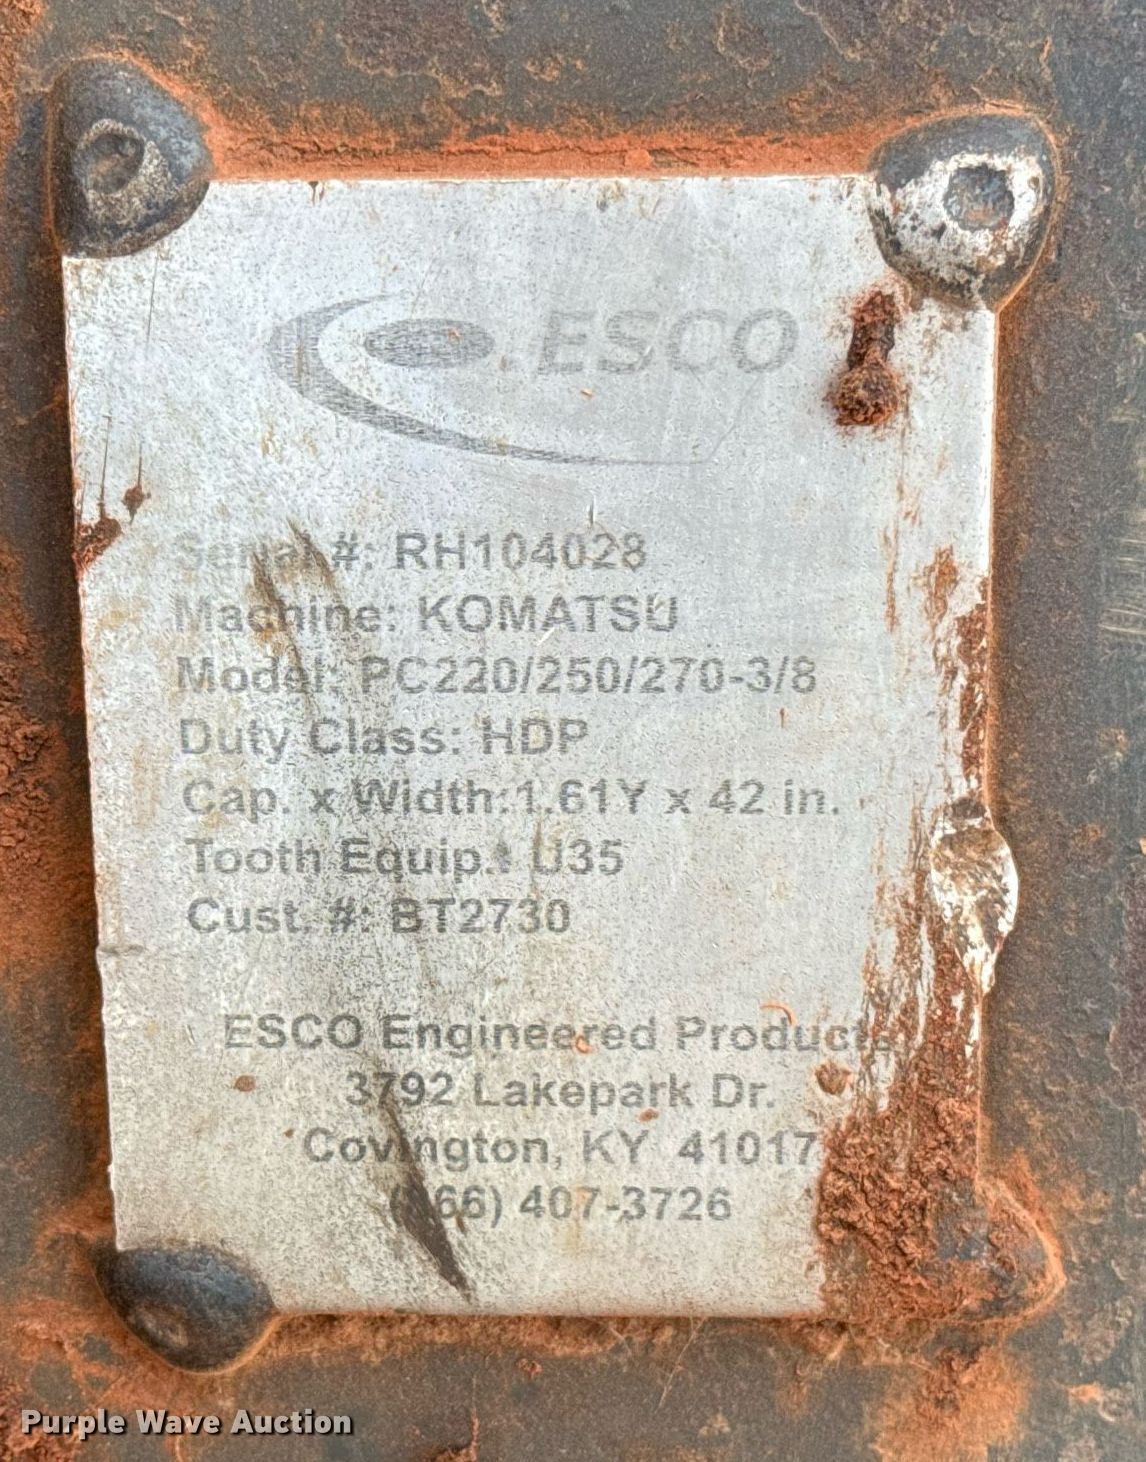 ESCO
Serial #: RH104028
Machine: KOMATSU
Model: PC220/250/270-3/8
Duty Class: HDP
Cap. x Width:1.61Y x 42 in.
Tooth Equip.: U35
Cust. #: BT2730
ESCO Engineered Products
3792 Lakepark Dr.
Covington, KY 41017
407-3726
Purple Wave Auction